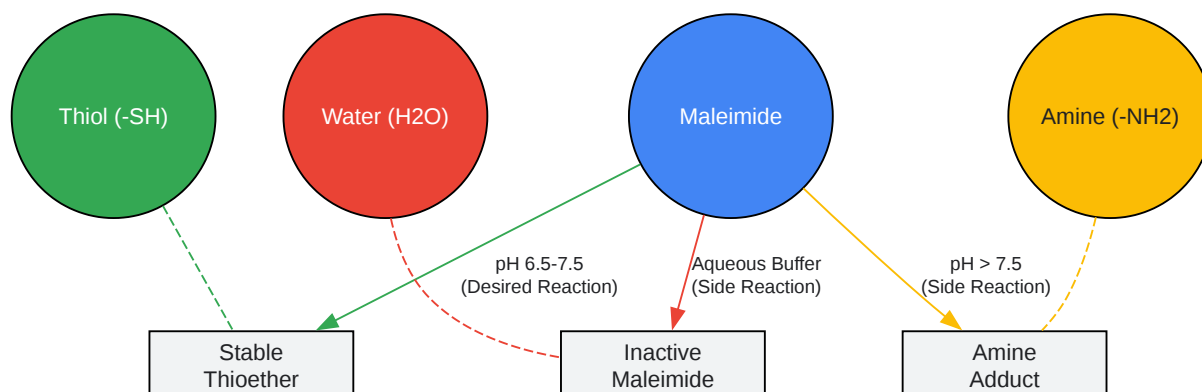 Thiol (-SH)
Water (H2O)
Maleimide
Amine (-NH2)
pH 6.5-7.5
(Desired Reaction)
Aqueous Buffer
(Side Reaction)
pH > 7.5
(Side Reaction)
Stable
Thioether
Inactive
Maleimide
Amine
Adduct